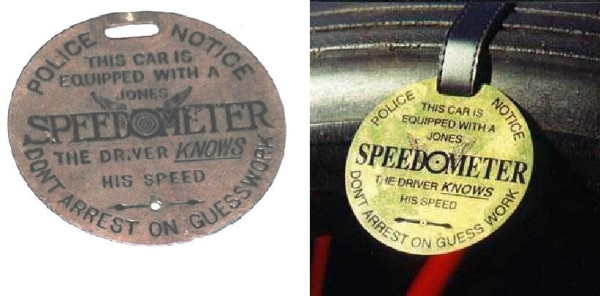 POLICE NOTICE
THIS CAR IS
EQUIPPED WITH A
JONES
SPEEDOMETER
THE DRIVER KNOWS
HIS SPEED
DONT ARREST ON GUESSWORK
POLICE NOTICE
THIS CAR IS
EQUIPPED WITH A
JONES
SPEEDOMETER
THE DRIVER KNOWS
HIS SPEED
DONT ARREST ON GUESS WORK